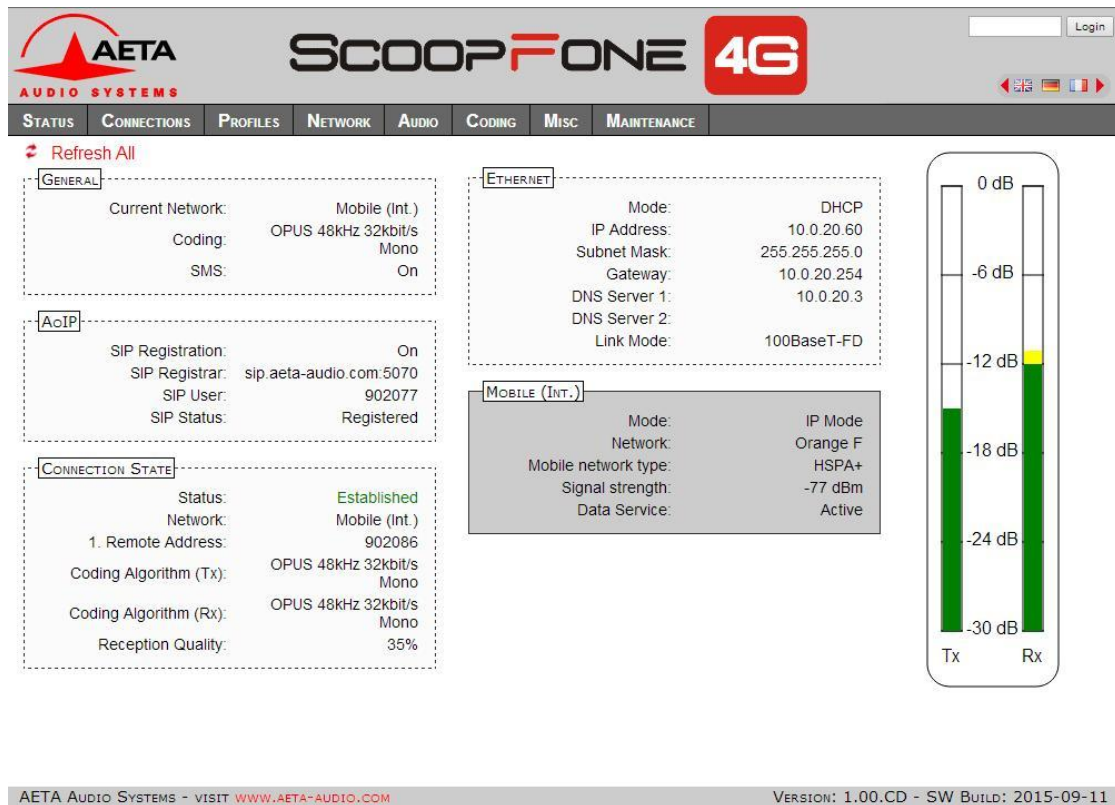 AETA
AUDIO SYSTEMS
SCOOPFONE 4G
Login
STATUS CONNECTIONS PROFILES NETWORK AUDIO CODING MISC MAINTENANCE
Refresh All
GENERAL
Current Network: Mobile (Int.)
Coding: OPUS 48kHz 32kbit/s
Mono
SMS: On
AOIP
SIP Registration: On
SIP Registrar: sip.aeta-audio.com:5070
SIP User: 902077
SIP Status: Registered
CONNECTION STATE
Status: Established
Network: Mobile (Int.)
1. Remote Address: 902086
Coding Algorithm (Tx): OPUS 48kHz 32kbit/s
Mono
Coding Algorithm (Rx): OPUS 48kHz 32kbit/s
Mono
Reception Quality: 35%
ETHERNET
Mode: DHCP
IP Address: 10.0.20.60
Subnet Mask: 255.255.255.0
Gateway: 10.0.20.254
DNS Server 1: 10.0.20.3
DNS Server 2:
Link Mode: 100BaseT-FD
MOBILE (INT.)
Mode: IP Mode
Network: Orange F
Mobile network type: HSPA+
Signal strength: -77 dBm
Data Service: Active
0 dB
-6 dB
-12 dB
-18 dB
-24 dB
-30 dB
Tx Rx
AETA AUDIO SYSTEMS - VISIT WWW.AETA-AUDIO.COM
VERSION: 1.00.CD - SW BUILD: 2015-09-11